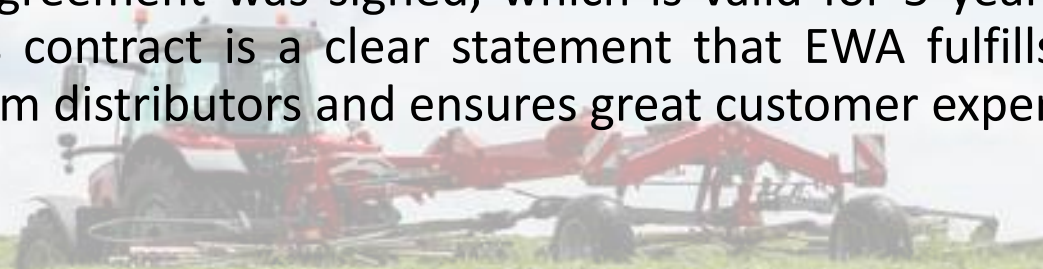 greement was signed, which is valid for 3 year
contract is a clear statement that EWA fulfills
m distributors and ensures great customer exper